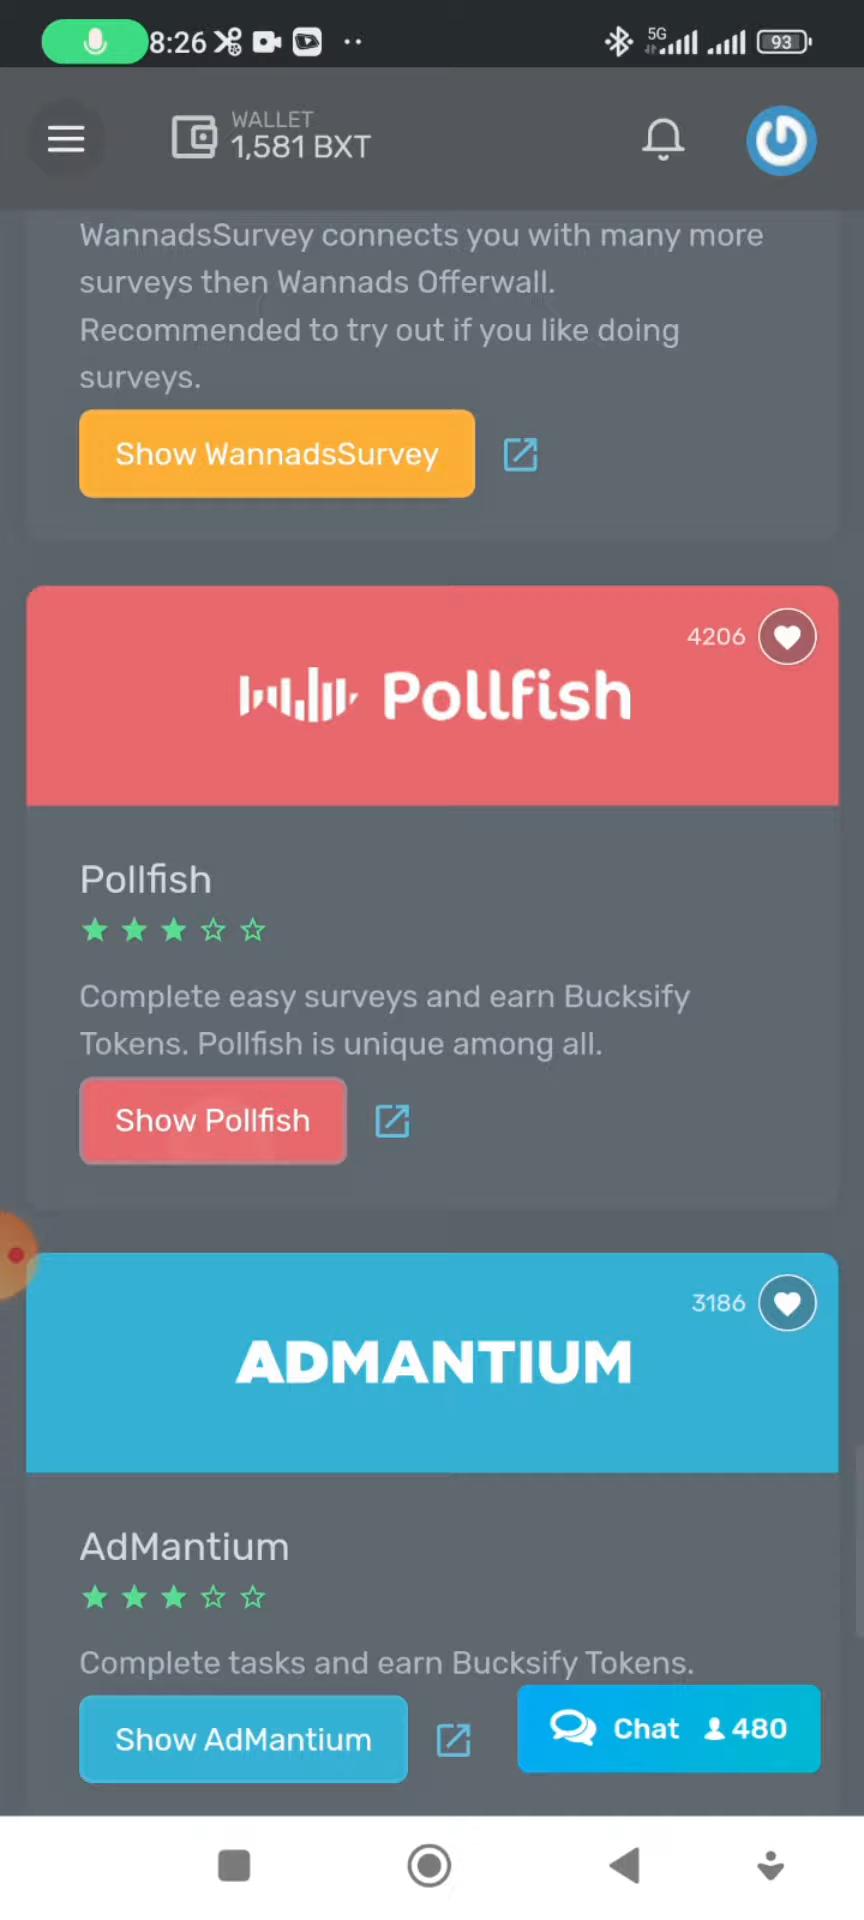 8:26
5G
93
WALLET
1,581 BXT
WannadsSurvey connects you with many more
surveys then Wannads Offerwall.
Recommended to try out if you like doing
surveys.
Show WannadsSurvey
4206
Pollfish
Pollfish
Complete easy surveys and earn Bucksify
Tokens. Pollfish is unique among all.
Show Pollfish
3186
ADMANTIUM
AdMantium
Complete tasks and earn Bucksify Tokens.
Show AdMantium
Chat 480